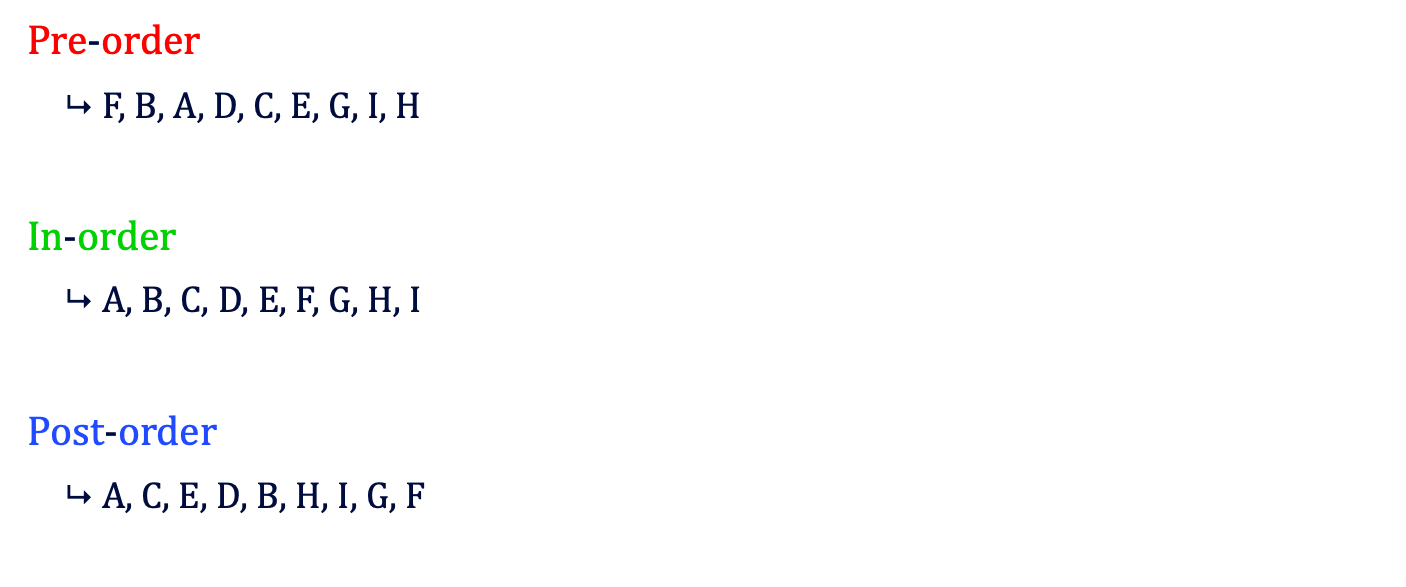 Pre-order
↳ F, B, A, D, C, E, G, I, H
In-order
↳ A, B, C, D, E, F, G, H, I
Post-order
↳ A, C, E, D, B, H, I, G, F